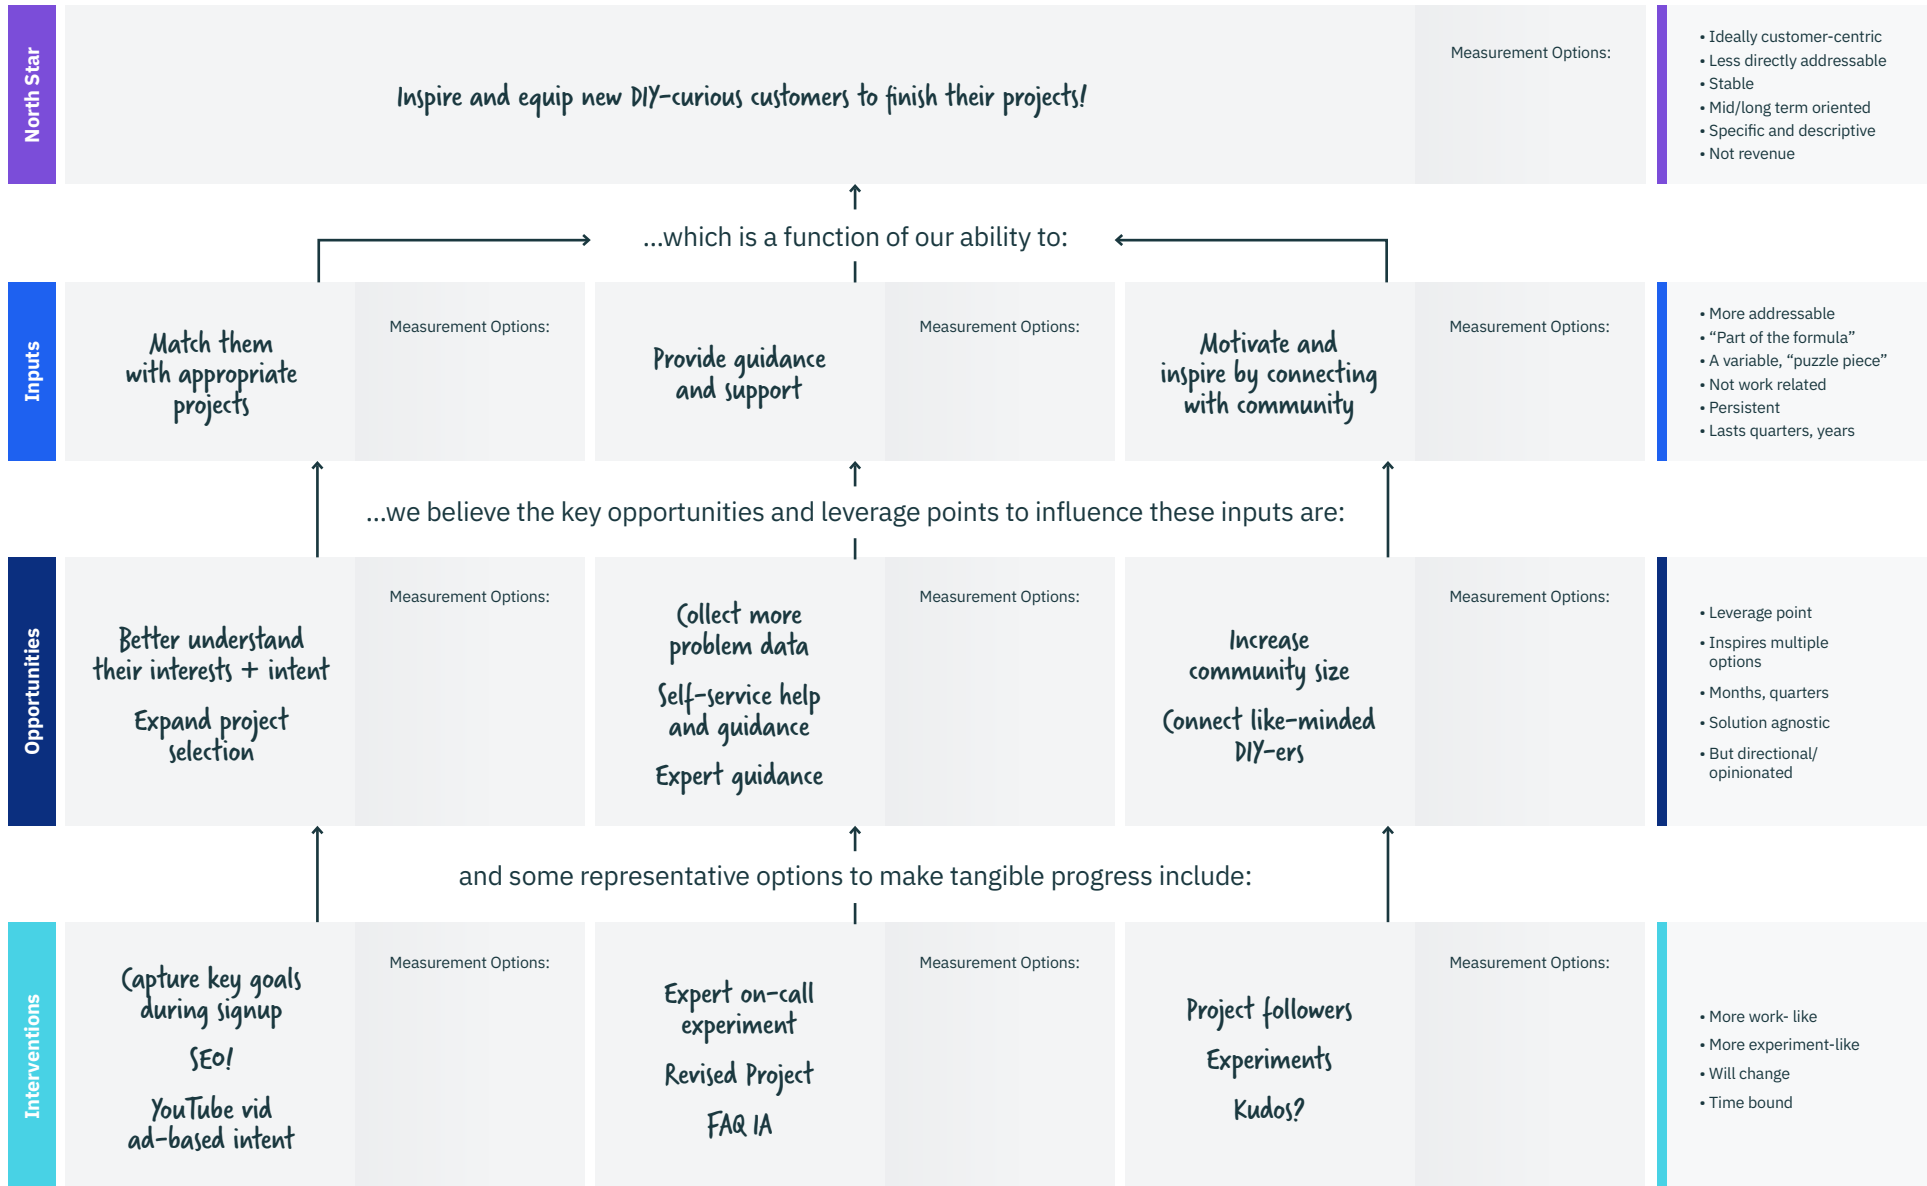 North Star
Inspire and equip new DIY-curious customers to finish their projects!
Measurement Options:
• Ideally customer-centric
• Less directly addressable
• Stable
• Mid/long term oriented
• Specific and descriptive
• Not revenue
...which is a function of our ability to:
Inputs
Match them
with appropriate
projects
Measurement Options:
Provide guidance
and support
Measurement Options:
Motivate and
inspire by connecting
with community
Measurement Options:
• More addressable
• “Part of the formula”
• A variable, “puzzle piece”
• Not work related
• Persistent
• Lasts quarters, years
...we believe the key opportunities and leverage points to influence these inputs are:
Opportunities
Better understand
their interests + intent
Expand project
selection
Measurement Options:
Collect more
problem data
Self-service help
and guidance
Expert guidance
Measurement Options:
Increase
community size
Connect like-minded
DIY-ers
Measurement Options:
• Leverage point
• Inspires multiple
options
• Months, quarters
• Solution agnostic
• But directional/
opinionated
and some representative options to make tangible progress include:
Interventions
Capture key goals
during signup
SEO!
YouTube vid
ad-based intent
Measurement Options:
Expert on-call
experiment
Revised Project
FAQ IA
Measurement Options:
Project followers
Experiments
Kudos?
Measurement Options:
• More work- like
• More experiment-like
• Will change
• Time bound